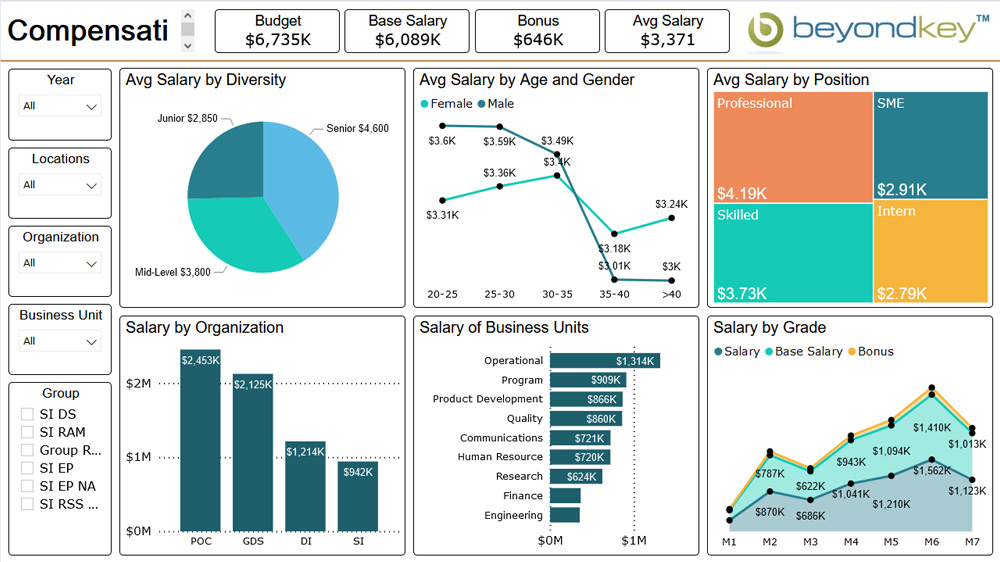 Compensati
Budget
$6,735K
Base Salary
$6,089K
Bonus
$646K
Avg Salary
$3,371
beyondkey™
Year
All
Locations
All
Organization
All
Business Unit
All
Group
SI DS
SI RAM
Group R...
SI EP
SI EP NA
SI RSS ...
Avg Salary by Diversity
Junior $2,850
Senior $4,600
Mid-Level $3,800
Avg Salary by Age and Gender
Female Male
$3.6K
$3.59K
$3.49K
$3.4K
$3.36K
$3.31K
$3.24K
$3.18K
$3.01K
$3K
20-25 25-30 30-35 35-40 >40
Avg Salary by Position
Professional
$4.19K
SME
$2.91K
Skilled
$3.73K
Intern
$2.79K
Salary by Organization
$2M
$1M
$0M
$2,453K
$2,125K
$1,214K
$942K
POC GDS DI SI
Salary of Business Units
Operational $1,314K
Program $909K
Product Development $866K
Quality $860K
Communications $721K
Human Resource $720K
Research $624K
Finance
Engineering
$0M $1M
Salary by Grade
Salary Base Salary Bonus
$787K
$622K
$943K
$1,094K
$1,410K
$1,013K
$870K
$686K
$1,041K
$1,210K
$1,562K
$1,123K
M1 M2 M3 M4 M5 M6 M7